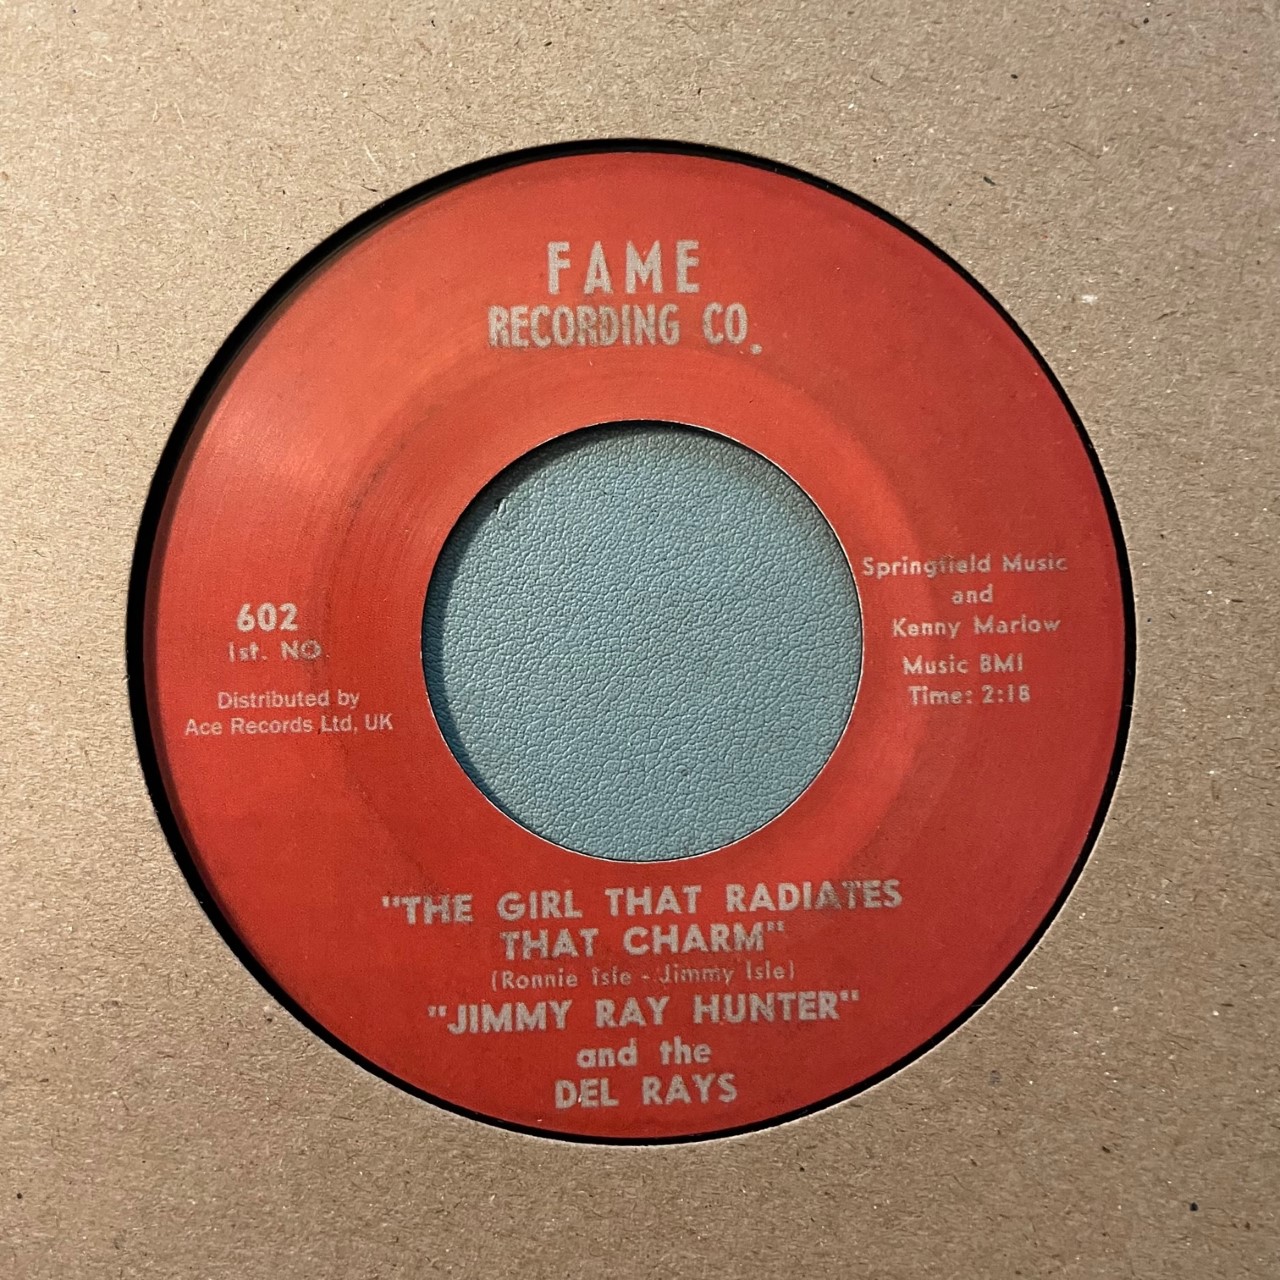 FAME
RECORDING CO.
602
1st. NO.
Distributed by
Ace Records Ltd, UK
Springfield Music
and
Kenny Marlow
Music BMI
Time: 2:18
"THE GIRL THAT RADIATES
THAT CHARM"
(Ronnie Isle - Jimmy Isle)
"JIMMY RAY HUNTER"
and the
DEL RAYS